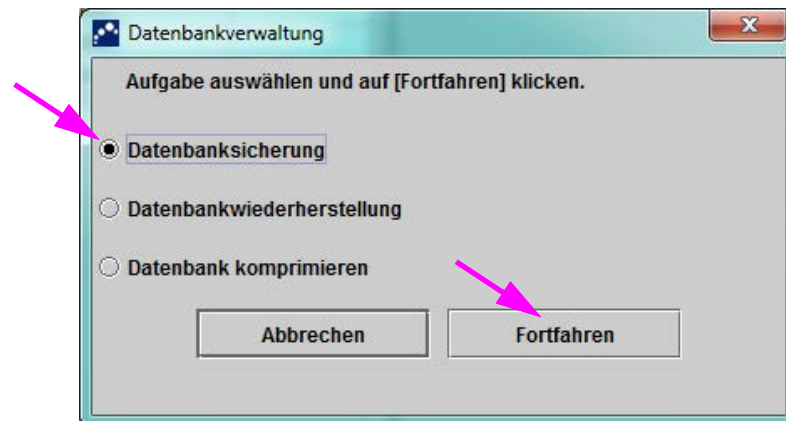 Datenbankverwaltung
Aufgabe auswählen und auf [Fortfahren] klicken.
Datenbanksicherung
Datenbankwiederherstellung
Datenbank komprimieren
Abbrechen Fortfahren